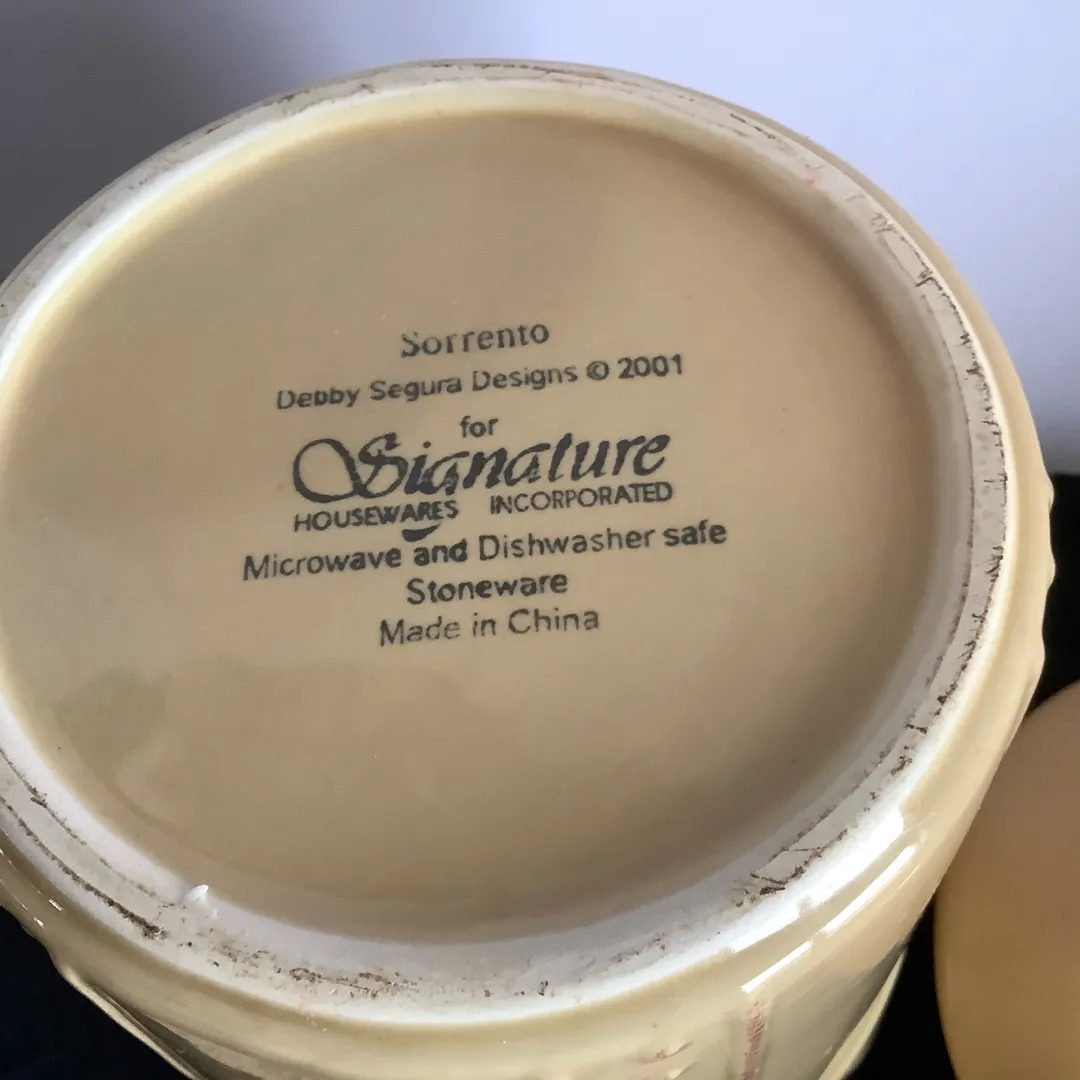 Sorrento
Debby Segura Designs © 2001
for
Signature
HOUSEWARES INCORPORATED
Microwave and Dishwasher safe
Stoneware
Made in China